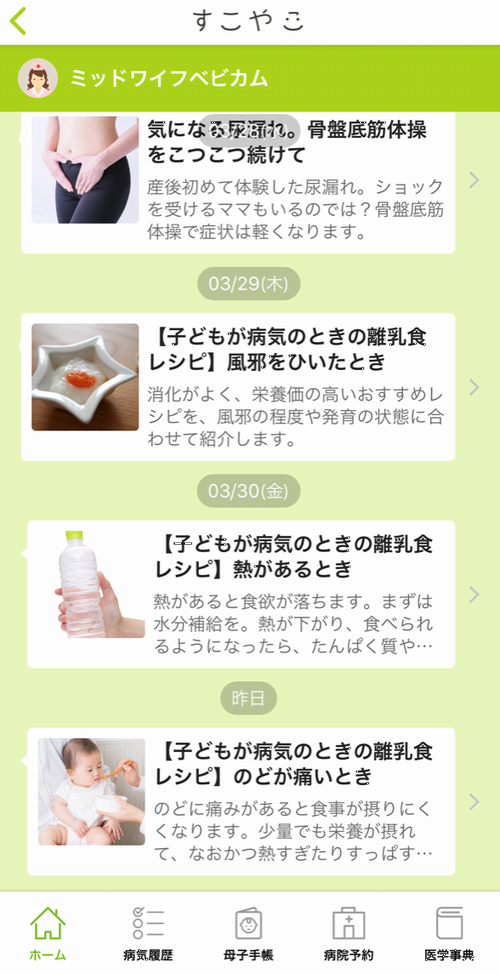 すこや
ミッドワイフベビカム
気になる尿漏れ。骨盤底筋体操
をこつこつ続けて
産後初めて体験した尿漏れ。ショック
を受けるママもいるのでは？骨盤底筋
体操で症状は軽くなります。
03/29(木)
【子どもが病気のときの離乳食
レシピ】風邪をひいたとき
消化がよく、栄養価の高いおすすめレ
シピを、風邪の程度や発育の状態に合
わせて紹介します。
03/30(金)
【子どもが病気のときの離乳食
レシピ】熱があるとき
熱があると食欲が落ちます。まずは
水分補給を。熱が下がり、食べられ
るようになったら、たんぱく質や…
昨日
【子どもが病気のときの離乳食
レシピ】のどが痛いとき
のどに痛みがあると食事が摂りにく
くなります。少量でも栄養が摂れ
て、なおかつ熱すぎたりすっぱす…
ホーム
病気履歴
母子手帳
病院予約
医学事典